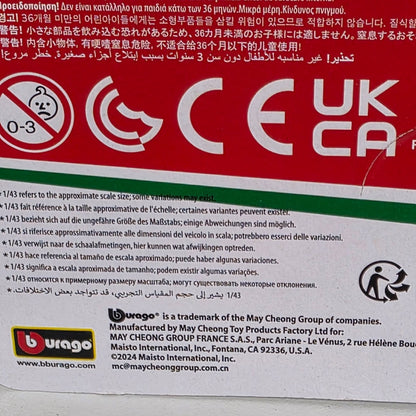 Προειδοποίηση! Δεν είναι κατάλληλο για παιδιά κάτω των 36 μηνών. Μικρά μέρη. Κίνδυνος πνιγμού.
경고! 36개월 미만의 어린아이들에게는 소형부품들을 삼킬 위험이 있으므로 적합하지 않습니다.
警告! 小さな部品を飲み込む恐れがあるため、36カ月未満のお子様には適しません。窒息するおそ
警告! 内含小物体, 有哽噎窒息危险, 不适合给36个月以下的儿童使用。
تحذير! غير مناسبه للأطفال دون سن 3 سنوات بسبب إبتلاع أجزاء صغيرة. خطر
0-3
CE
UK
CA
*1/43 refers to the approximate scale size; some variations may exist.
*1/43 fait référence à la taille approximative de l'échelle; certaines variantes peuvent exister.
*1/43 bezieht sich auf die ungefähre Größe des Maßstabs; einige Abweichungen sind möglich.
*1/43 si riferisce approssimativamente alle dimensioni del veicolo in scala; potrebbero esserci delle variazioni.
*1/43 verwijst naar de schaalafmetingen, hier kunnen wat afwijkingen optreden.
*1/43 hace referencia al tamaño de escala aproximado; puede haber algunas variaciones.
*1/43 significa a escala aproximada de tamanho; podem existir algumas variações.
*1/43 относится к примерному размеру масштаба; могут существовать некоторые вариации.
*1/43 يشير إلى حجم المقياس التجريبي, قد تتواجد بعض الاختلافات.
burago® is a trademark of the May Cheong Group of companies.
Manufactured by May Cheong Toy Products Factory Ltd for:
MAY CHEONG GROUP FRANCE S.A.S., Parc Ariane - Le Vénus, 2 rue Hélène Bouc
©2024 Maisto International, Inc.
Maisto International, Inc., Fontana, CA 92336, U.S.A.
mc@maycheonggroup.com.cn
burago®
www.bburago.com